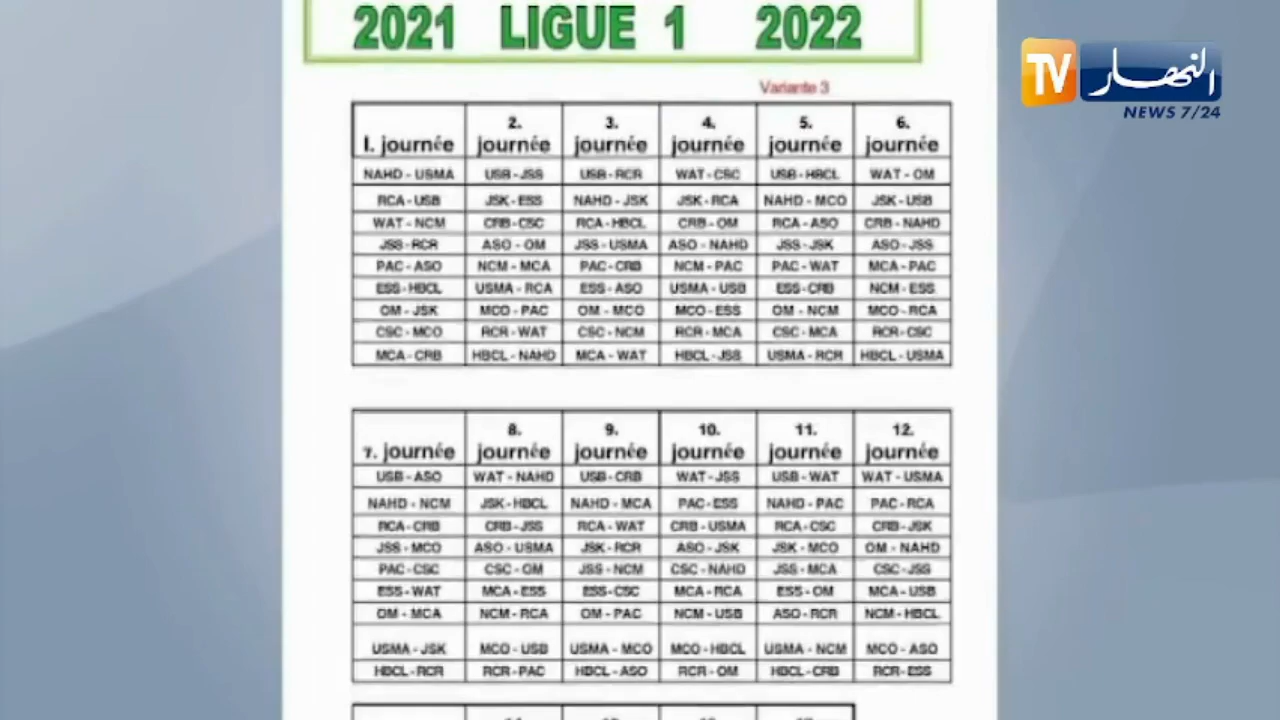 2021 LIGUE 1 2022
TV النهار
NEWS 7/24
Variante 3
I. journée 2. journée 3. journée 4. journée 5. journée 6. journée
NAHD - USMA USB - JSS USB - RCR WAT - CSC USB - HBCL WAT - OM
RCA - USB JSK - ESS NAHD - JSK JSK - RCA NAHD - MCO JSK - USB
WAT - NCM CRB - CSC RCA - HBCL CRB - OM RCA - ASO CRB - NAHD
JSS - RCR ASO - OM JSS - USMA ASO - NAHD JSS - JSK ASO - JSS
PAC - ASO NCM - MCA PAC - CRB NCM - PAC PAC - WAT MCA - PAC
ESS - HBCL USMA - RCA ESS - ASO USMA - USB ESS - CRB NCM - ESS
OM - JSK MCO - PAC OM - MCO MCO - ESS OM - NCM MCO - RCA
CSC - MCO RCR - WAT CSC - NCM RCR - MCA CSC - MCA RCR - CSC
MCA - CRB HBCL - NAHD MCA - WAT HBCL - JSS USMA - RCR HBCL - USMA
7. journée 8. journée 9. journée 10. journée 11. journée 12. journée
USB - ASO WAT - NAHD USB - CRB WAT - JSS USB - WAT WAT - USMA
NAHD - NCM JSK - HBCL NAHD - MCA PAC - ESS NAHD - PAC PAC - RCA
RCA - CRB CRB - JSS RCA - WAT CRB - USMA RCA - CSC CRB - JSK
JSS - MCO ASO - USMA JSK - RCR ASO - JSK JSK - MCO OM - NAHD
PAC - CSC CSC - OM JSS - NCM CSC - NAHD JSS - MCA CSC - JSS
ESS - WAT MCA - ESS ESS - CSC MCA - RCA ESS - OM MCA - USB
OM - MCA NCM - RCA OM - PAC NCM - USB ASO - RCR NCM - HBCL
USMA - JSK MCO - USB USMA - MCO MCO - HBCL USMA - NCM MCO - ASO
HBCL - RCR RCR - PAC HBCL - ASO RCR - OM HBCL - CRB RCR - ESS